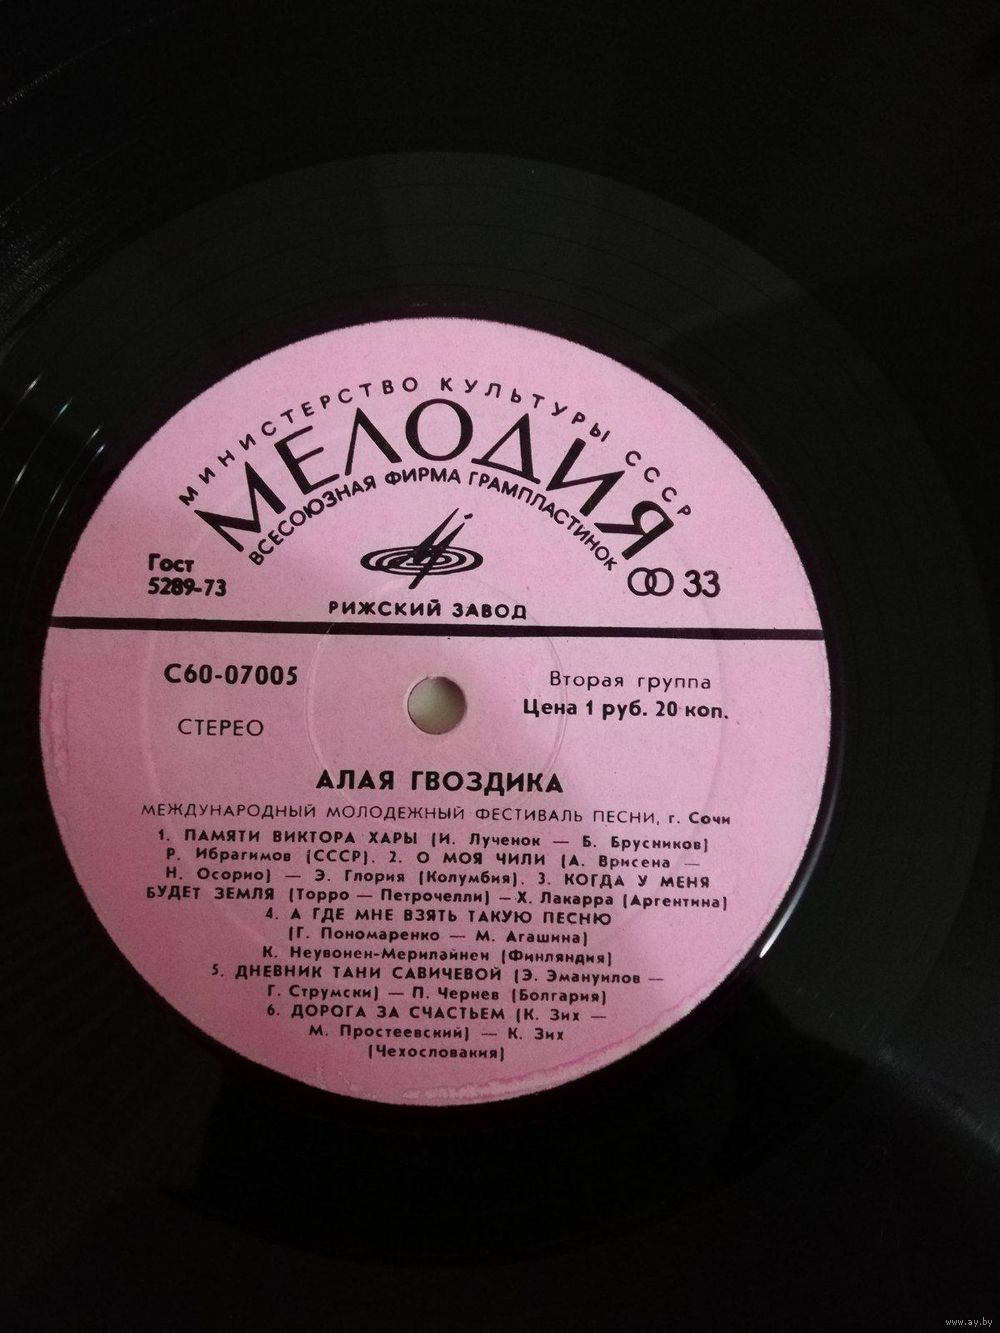 МИНИСТЕРСТВО КУЛЬТУРЫ СССР
МЕЛОДИЯ
ВСЕСОЮЗНАЯ ФИРМА ГРАМПЛАСТИНОК
Гост
5289-73
33
РИЖСКИЙ ЗАВОД
С60-07005
Вторая группа
Цена 1 руб. 20 коп.
СТЕРЕО
АЛАЯ ГВОЗДИКА
МЕЖДУНАРОДНЫЙ МОЛОДЕЖНЫЙ ФЕСТИВАЛЬ ПЕСНИ, г. Сочи
1. ПАМЯТИ ВИКТОРА ХАРЫ (И. Лученок — Б. Брусников)
Р. Ибрагимов (СССР). 2. О МОЯ ЧИЛИ (А. Врисена —
Н. Осорио) — Э. Глория (Колумбия). 3. КОГДА У МЕНЯ
БУДЕТ ЗЕМЛЯ (Торро — Петрочелли) — Х. Лакарра (Аргентина)
4. А ГДЕ МНЕ ВЗЯТЬ ТАКУЮ ПЕСНЮ
(Г. Пономаренко — М. Агашина)
К. Неувонен-Мерилайнен (Финляндия)
5. ДНЕВНИК ТАНИ САВИЧЕВОЙ (Э. Эмануилов —
Г. Струмски) — П. Чернев (Болгария)
6. ДОРОГА ЗА СЧАСТЬЕМ (К. Зих —
М. Простеевский) — К. Зих
(Чехословакия)
www.ay.by